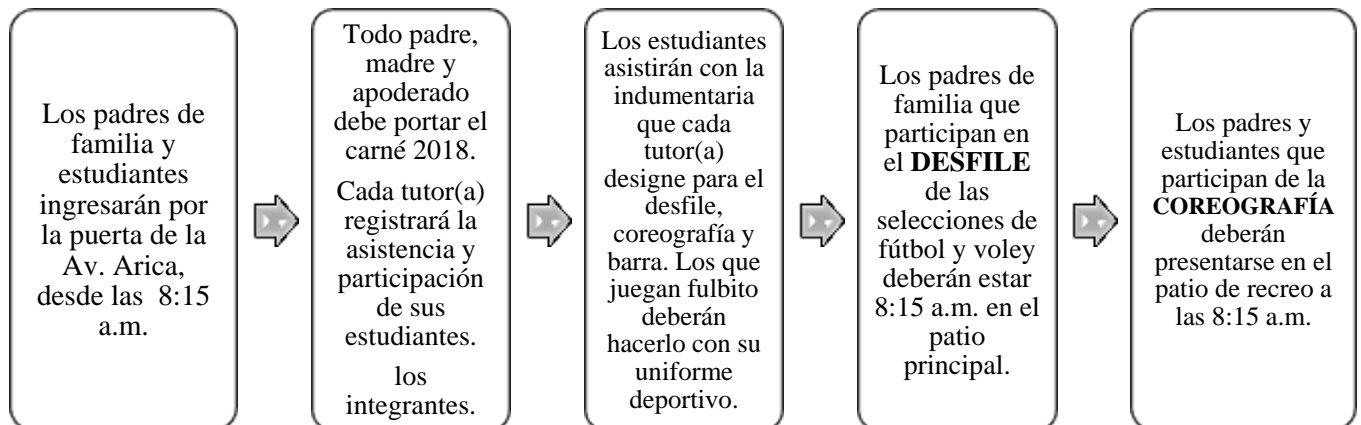 Los padres de
familia y
estudiantes
ingresarán por
la puerta de la
Av. Arica,
desde las 8:15
a.m.
Todo padre,
madre y
apoderado
debe portar el
carné 2018.
Cada tutor(a)
registrará la
asistencia y
participación
de sus
estudiantes.
los
integrantes.
Los estudiantes
asistirán con la
indumentaria
que cada
tutor(a)
designe para el
desfile,
coreografía y
barra. Los que
juegan fulbito
deberán
hacerlo con su
uniforme
deportivo.
Los padres de
familia que
participan en
el DESFILE
de las
selecciones de
fútbol y voley
deberán estar
8:15 a.m. en el
patio
principal.
Los padres y
estudiantes que
participan de la
COREOGRAFÍA
deberán
presentarse en el
patio de recreo a
las 8:15 a.m.